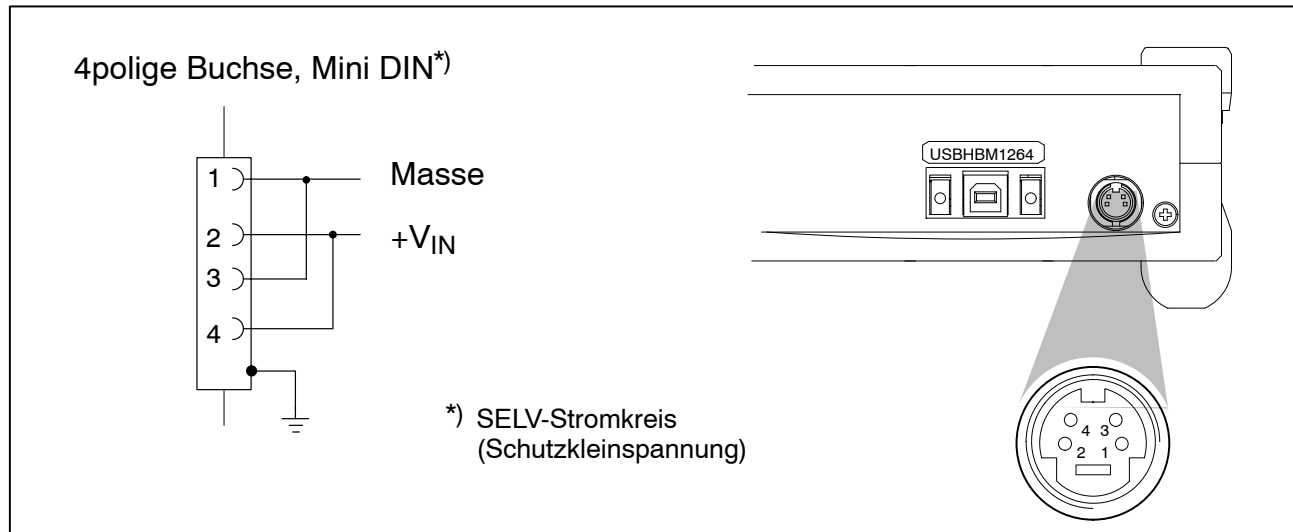 4polige Buchse, Mini DIN*)
1
Masse
2
+VIN
3
4
*) SELV-Stromkreis
(Schutzkleinspannung)
USBHBM1264
4 3
2 1